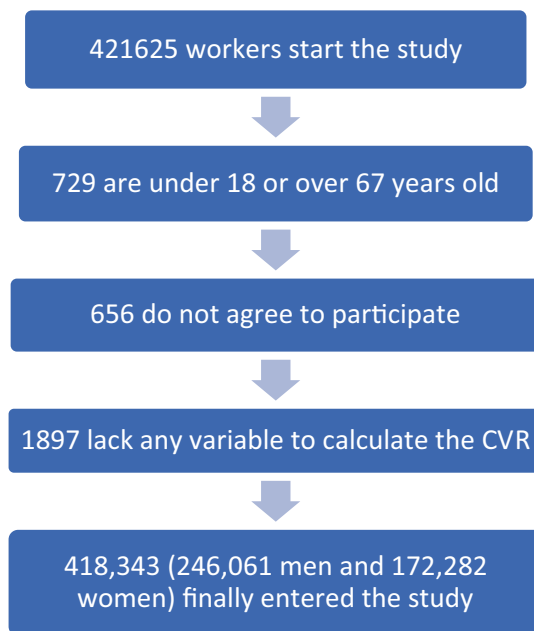 421625 workers start the study
729 are under 18 or over 67 years old
656 do not agree to participate
1897 lack any variable to calculate the CVR
418,343 (246,061 men and 172,282
women) finally entered the study